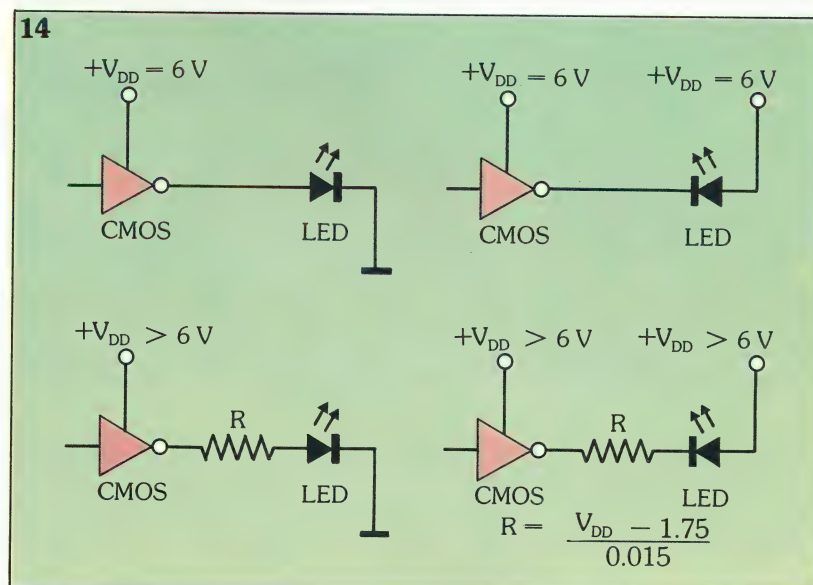 14
+V_DD = 6 V
+V_DD = 6 V
+V_DD = 6 V
CMOS
LED
CMOS
LED
+V_DD > 6 V
+V_DD > 6 V
+V_DD > 6 V
R
R
CMOS
LED
CMOS
LED
R = V_DD − 1.75
0.015